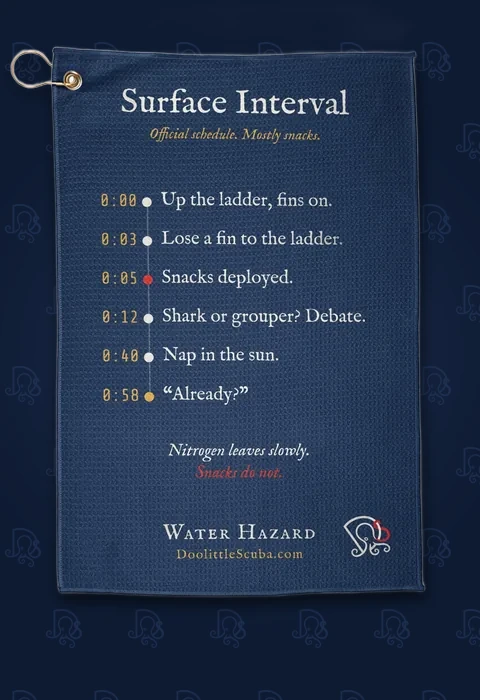 Surface Interval
Official schedule. Mostly snacks.
0:00 Up the ladder, fins on.
0:03 Lose a fin to the ladder.
0:05 Snacks deployed.
0:12 Shark or grouper? Debate.
0:40 Nap in the sun.
0:58 “Already?”
Nitrogen leaves slowly.
Snacks do not.
Water Hazard
DoolittleScuba.com